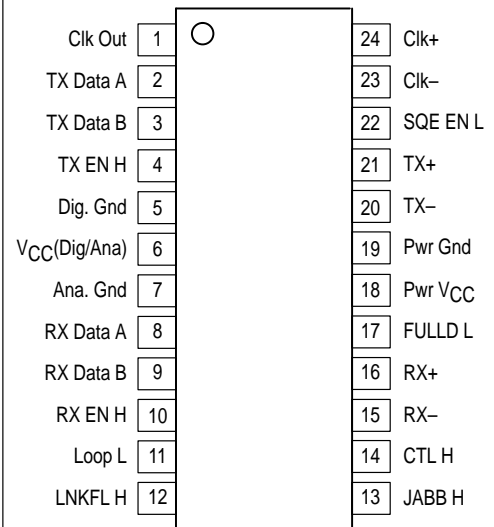 Clk Out 1 24 Clk+
TX Data A 2 23 Clk–
TX Data B 3 22 SQE EN L
TX EN H 4 21 TX+
Dig. Gnd 5 20 TX–
VCC(Dig/Ana) 6 19 Pwr Gnd
Ana. Gnd 7 18 Pwr VCC
RX Data A 8 17 FULLD L
RX Data B 9 16 RX+
RX EN H 10 15 RX–
Loop L 11 14 CTL H
LNKFL H 12 13 JABB H